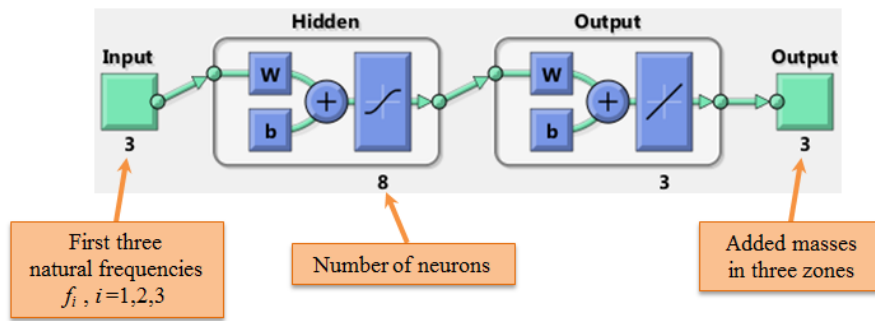 Hidden
Output
Input
Output
W
b
+
W
b
+
3
8
3
3
First three
natural frequencies
fᵢ , i=1,2,3
Number of neurons
Added masses
in three zones